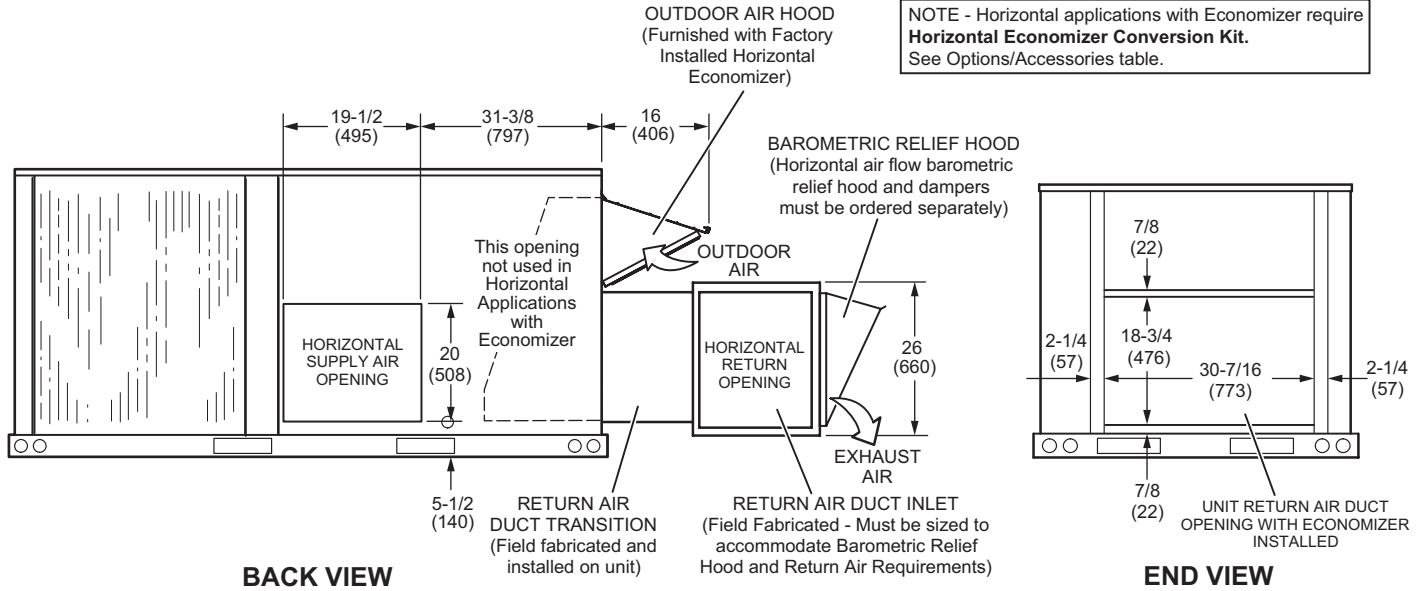 OUTDOOR AIR HOOD
(Furnished with Factory
Installed Horizontal
Economizer)
NOTE - Horizontal applications with Economizer require
Horizontal Economizer Conversion Kit.
See Options/Accessories table.
19-1/2
(495)
31-3/8
(797)
16
(406)
BAROMETRIC RELIEF HOOD
(Horizontal air flow barometric
relief hood and dampers
must be ordered separately)
This opening
not used in
Horizontal
Applications
with
Economizer
OUTDOOR
AIR
HORIZONTAL
SUPPLY AIR
OPENING
20
(508)
HORIZONTAL
RETURN
OPENING
26
(660)
EXHAUST
AIR
5-1/2
(140)
RETURN AIR
DUCT TRANSITION
(Field fabricated and
installed on unit)
RETURN AIR DUCT INLET
(Field Fabricated - Must be sized to
accommodate Barometric Relief
Hood and Return Air Requirements)
BACK VIEW
7/8
(22)
2-1/4
(57)
18-3/4
(476)
30-7/16
(773)
2-1/4
(57)
7/8
(22)
UNIT RETURN AIR DUCT
OPENING WITH ECONOMIZER
INSTALLED
END VIEW